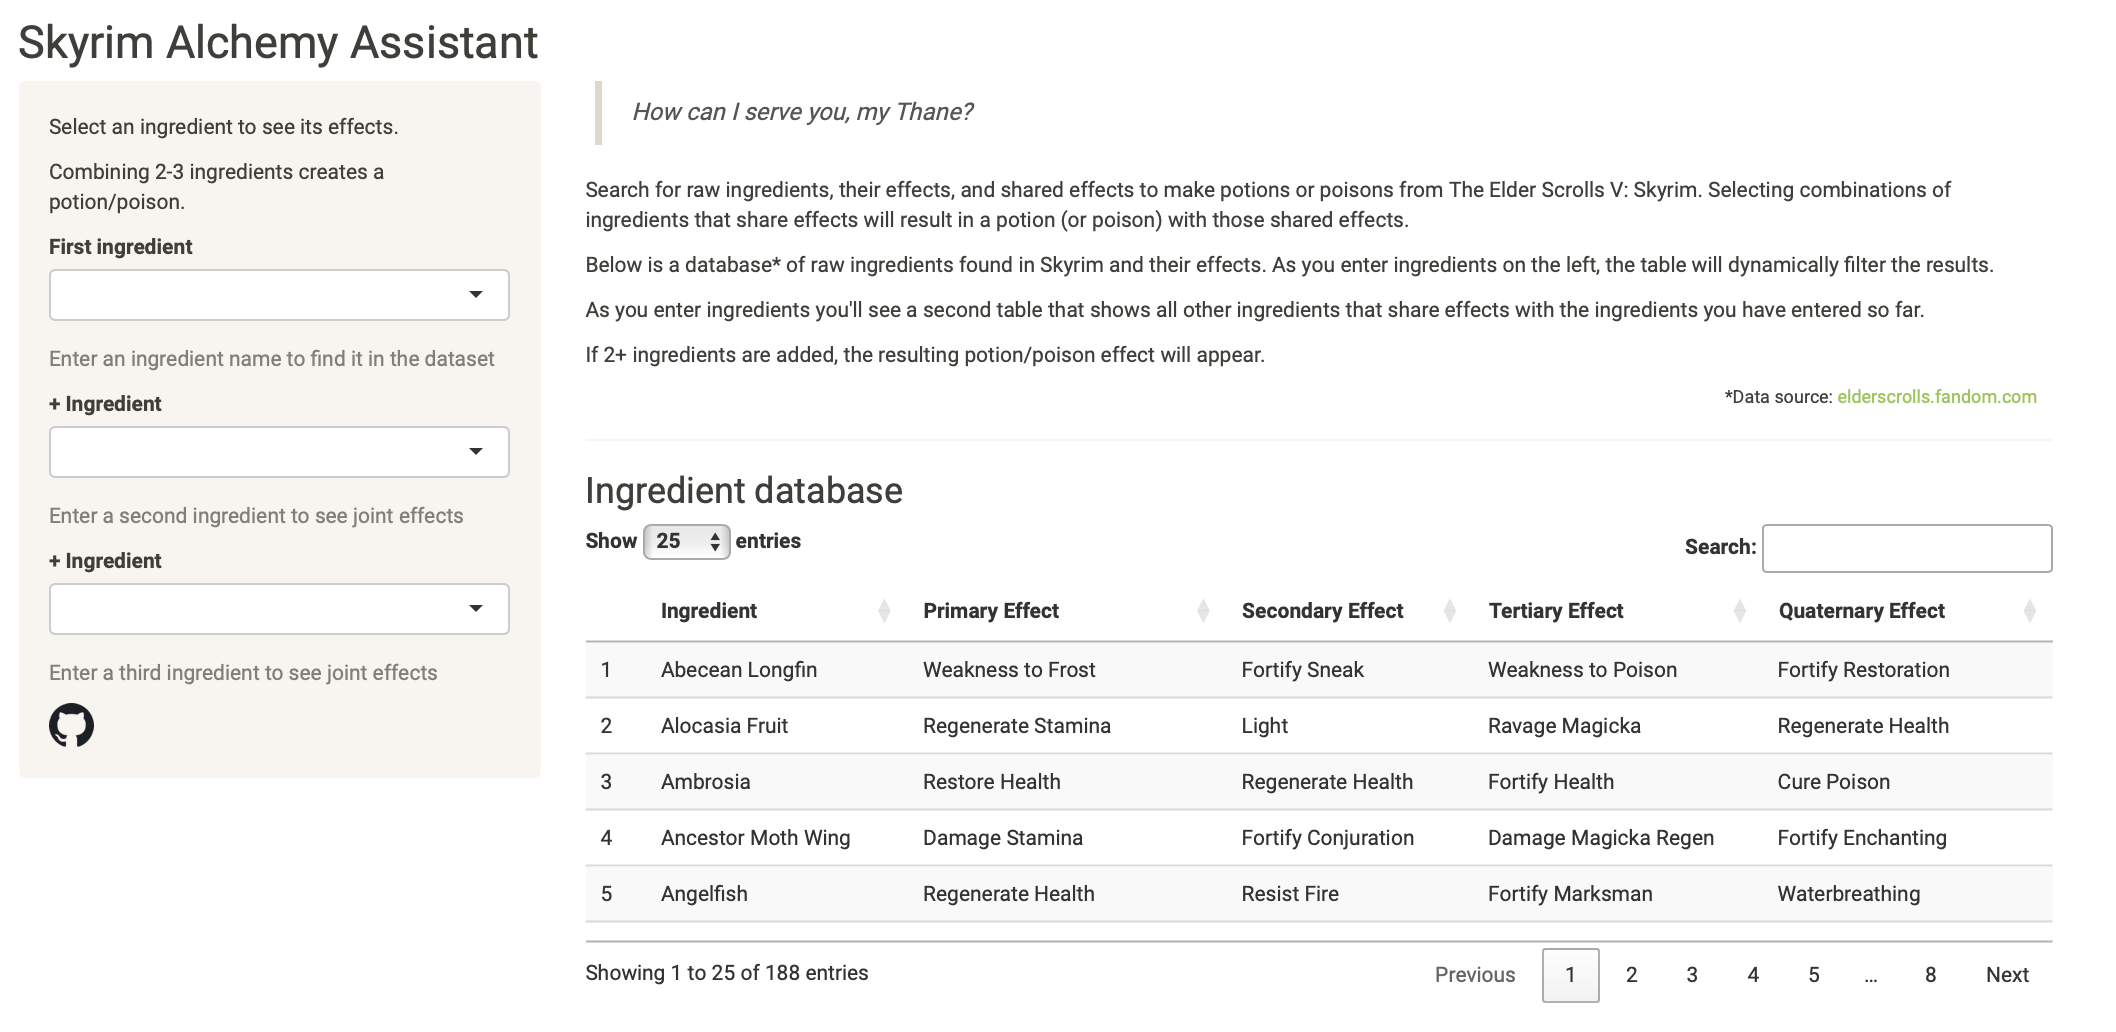 Skyrim Alchemy Assistant
Select an ingredient to see its effects.
Combining 2-3 ingredients creates a
potion/poison.
First ingredient
Enter an ingredient name to find it in the dataset
+ Ingredient
Enter a second ingredient to see joint effects
+ Ingredient
Enter a third ingredient to see joint effects
How can I serve you, my Thane?
Search for raw ingredients, their effects, and shared effects to make potions or poisons from The Elder Scrolls V: Skyrim. Selecting combinations of
ingredients that share effects will result in a potion (or poison) with those shared effects.
Below is a database* of raw ingredients found in Skyrim and their effects. As you enter ingredients on the left, the table will dynamically filter the results.
As you enter ingredients you'll see a second table that shows all other ingredients that share effects with the ingredients you have entered so far.
If 2+ ingredients are added, the resulting potion/poison effect will appear.
*Data source: elderscrolls.fandom.com
Ingredient database
Show 25 entries Search:
Ingredient Primary Effect Secondary Effect Tertiary Effect Quaternary Effect
1 Abecean Longfin Weakness to Frost Fortify Sneak Weakness to Poison Fortify Restoration
2 Alocasia Fruit Regenerate Stamina Light Ravage Magicka Regenerate Health
3 Ambrosia Restore Health Regenerate Health Fortify Health Cure Poison
4 Ancestor Moth Wing Damage Stamina Fortify Conjuration Damage Magicka Regen Fortify Enchanting
5 Angelfish Regenerate Health Resist Fire Fortify Marksman Waterbreathing
Showing 1 to 25 of 188 entries Previous 1 2 3 4 5 … 8 Next